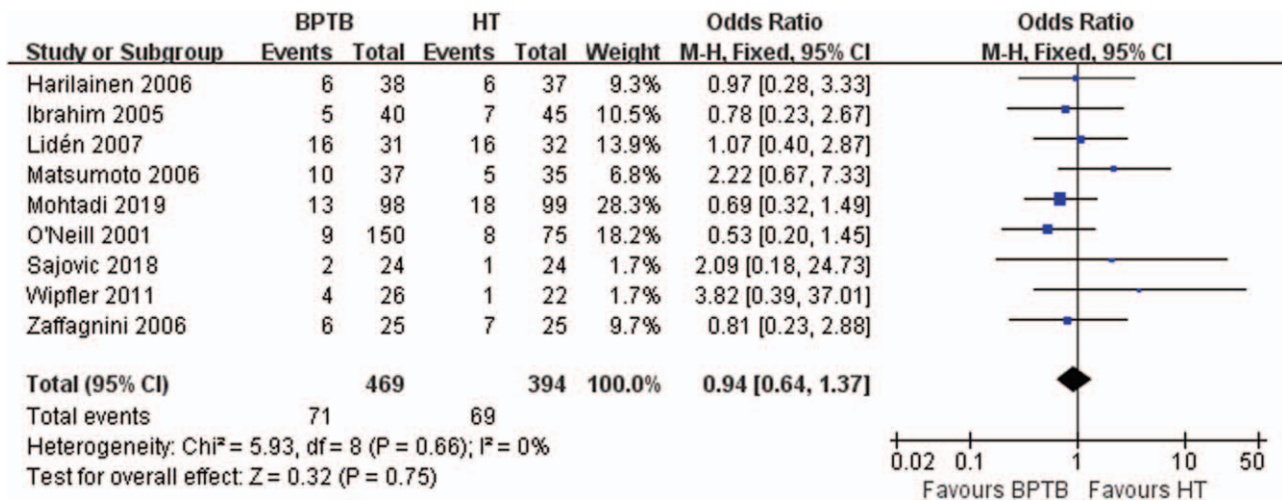 BPTB HT Odds Ratio Odds Ratio
Study or Subgroup Events Total Events Total Weight M-H, Fixed, 95% CI M-H, Fixed, 95% CI
Harilainen 2006 6 38 6 37 9.3% 0.97 [0.28, 3.33]
Ibrahim 2005 5 40 7 45 10.5% 0.78 [0.23, 2.67]
Lidén 2007 16 31 16 32 13.9% 1.07 [0.40, 2.87]
Matsumoto 2006 10 37 5 35 6.8% 2.22 [0.67, 7.33]
Mohtadi 2019 13 98 18 99 28.3% 0.69 [0.32, 1.49]
O'Neill 2001 9 150 8 75 18.2% 0.53 [0.20, 1.45]
Sajovic 2018 2 24 1 24 1.7% 2.09 [0.18, 24.73]
Wipfler 2011 4 26 1 22 1.7% 3.82 [0.39, 37.01]
Zaffagnini 2006 6 25 7 25 9.7% 0.81 [0.23, 2.88]
Total (95% CI) 469 394 100.0% 0.94 [0.64, 1.37]
Total events 71 69
Heterogeneity: Chi² = 5.93, df = 8 (P = 0.66); I² = 0%
Test for overall effect: Z = 0.32 (P = 0.75)
0.02 0.1 1 10 50
Favours BPTB Favours HT